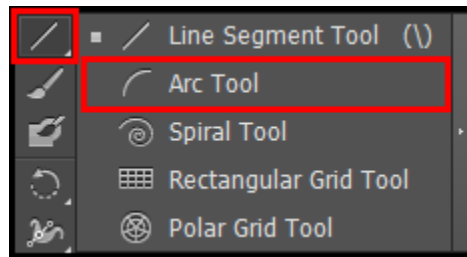 Line Segment Tool (\)
Arc Tool
Spiral Tool
Rectangular Grid Tool
Polar Grid Tool